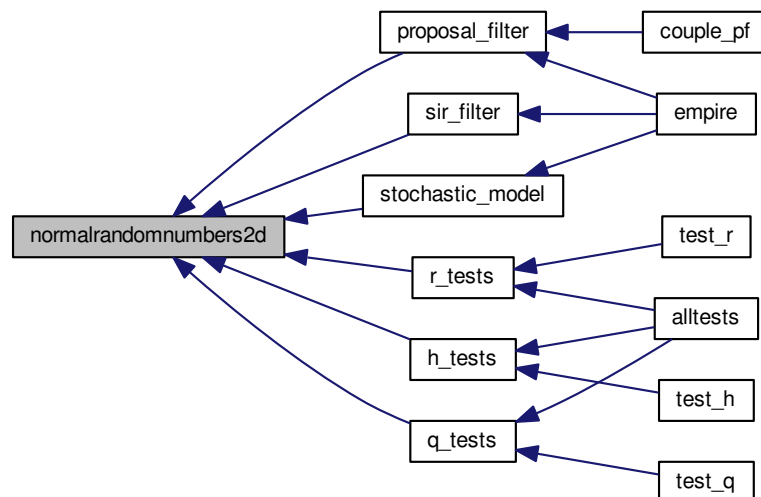 proposal_filter
couple_pf
sir_filter
empire
stochastic_model
normalrandomnumbers2d
test_r
r_tests
alltests
h_tests
test_h
q_tests
test_q